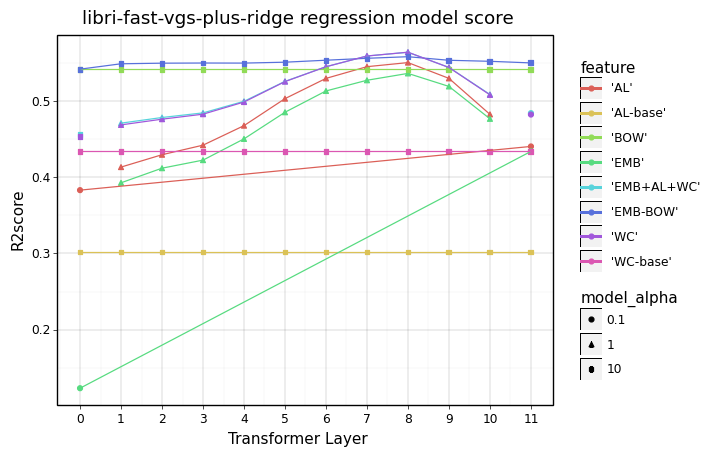 libri-fast-vgs-plus-ridge regression model score
R2score
0.5
0.4
0.3
0.2
0 1 2 3 4 5 6 7 8 9 10 11
Transformer Layer
feature
'AL'
'AL-base'
'BOW'
'EMB'
'EMB+AL+WC'
'EMB-BOW'
'WC'
'WC-base'
model_alpha
0.1
1
10